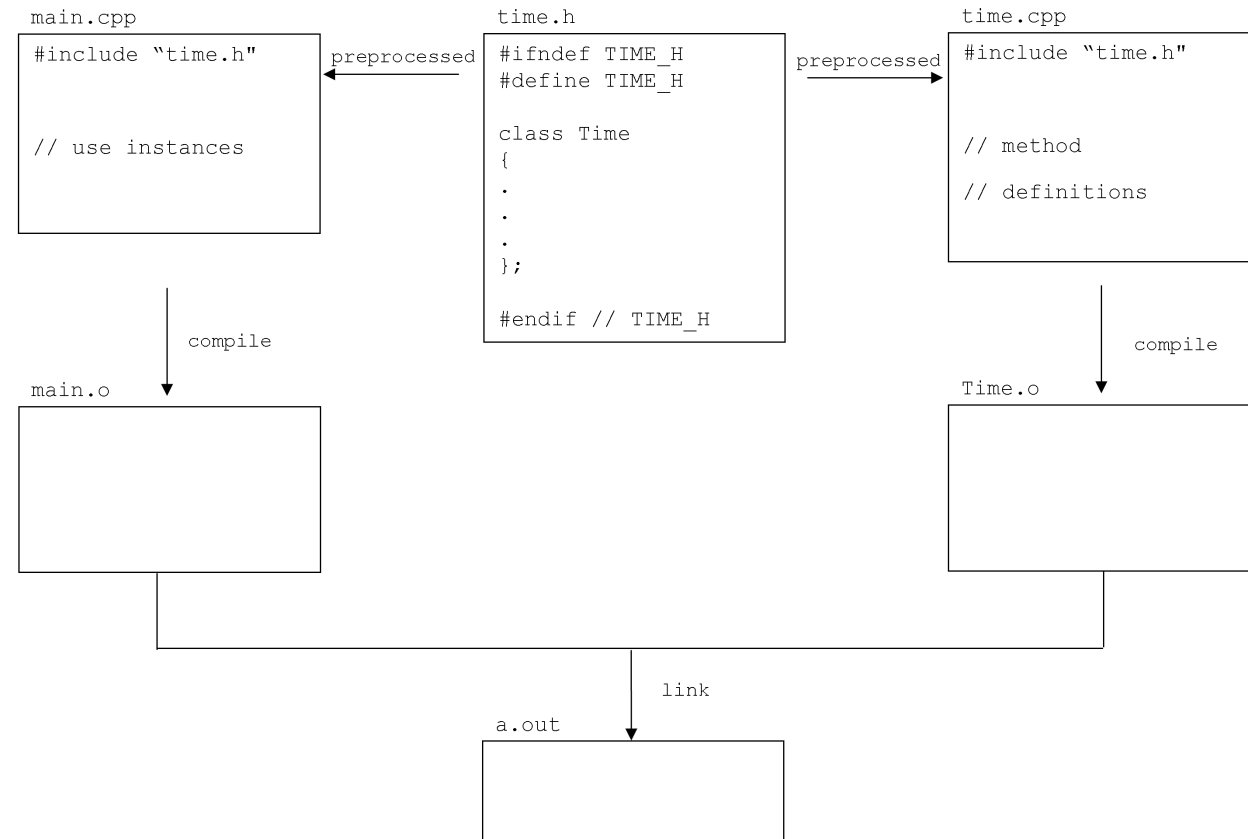 main.cpp
#include “time.h"
// use instances
preprocessed
time.h
#ifndef TIME_H
#define TIME_H
class Time
{
.
.
.
};
#endif // TIME_H
preprocessed
time.cpp
#include “time.h"
// method
// definitions
compile
compile
main.o
Time.o
link
a.out